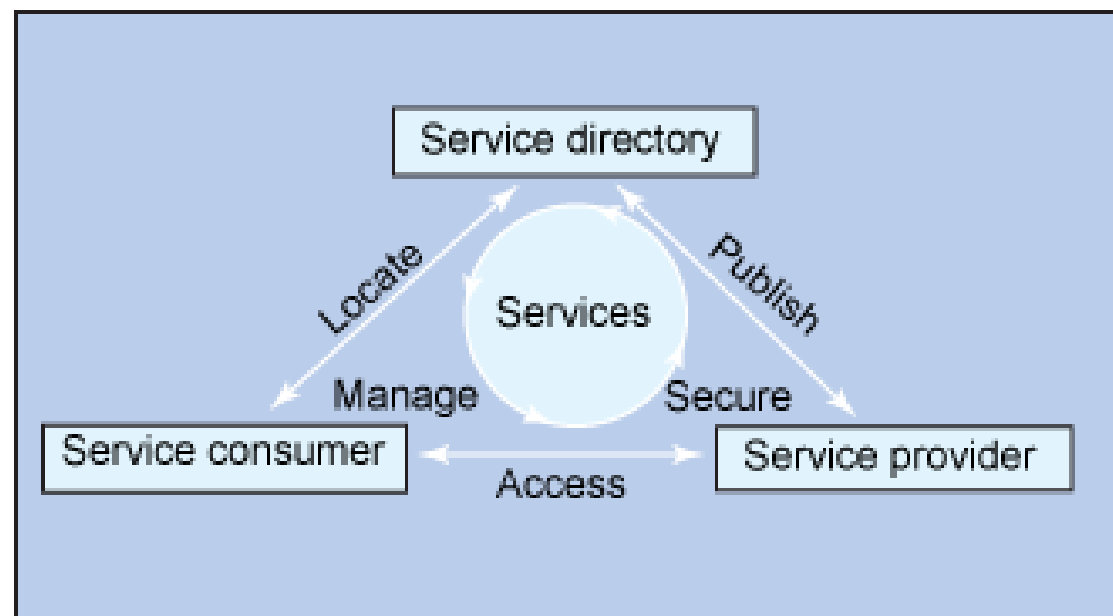 Service directory
Locate
Publish
Services
Manage
Secure
Service consumer
Service provider
Access